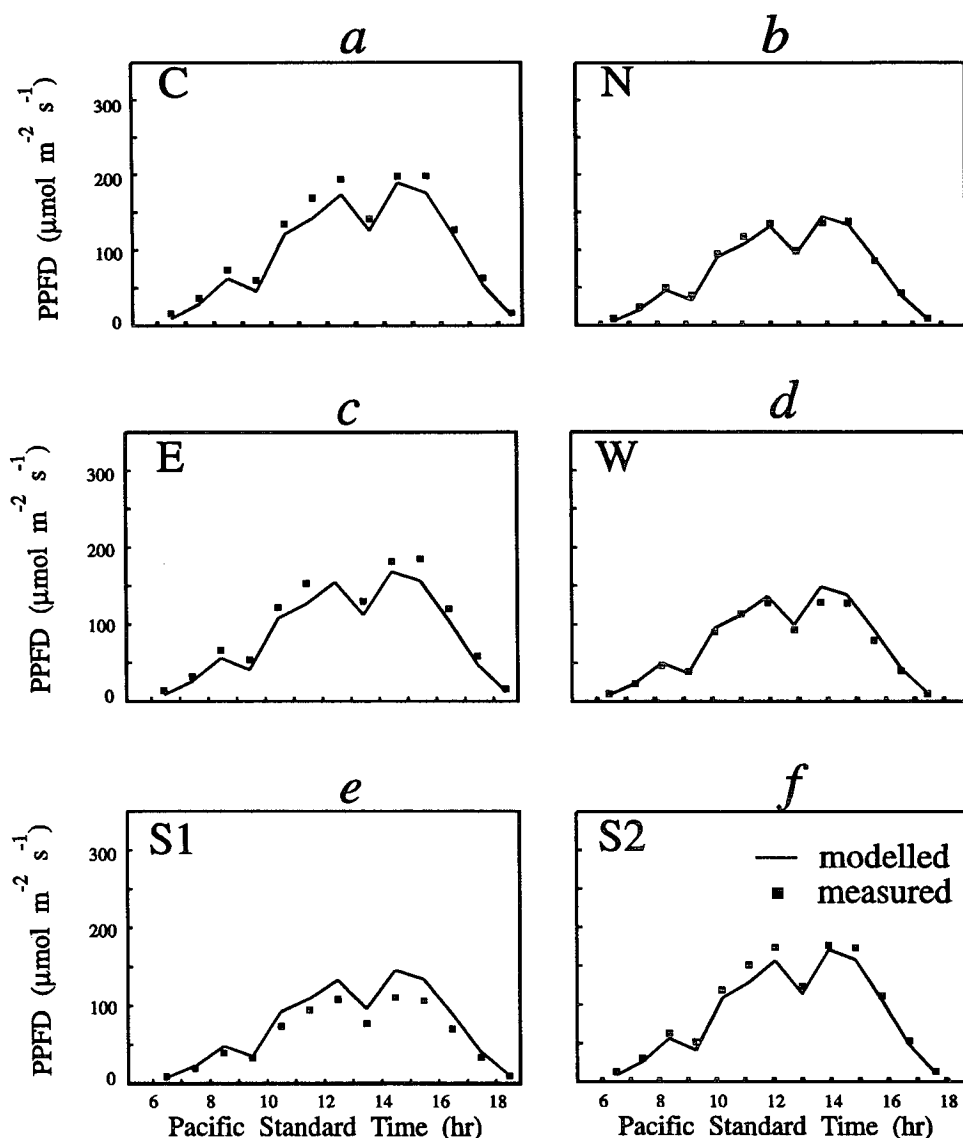 a
b
C
N
PPFD (μmol m-2 s-1)
300
200
100
0
c
d
E
W
PPFD (μmol m-2 s-1)
300
200
100
0
e
f
S1
S2
modelled
measured
PPFD (μmol m-2 s-1)
300
200
100
0
6 8 10 12 14 16 18
6 8 10 12 14 16 18
Pacific Standard Time (hr)
Pacific Standard Time (hr)